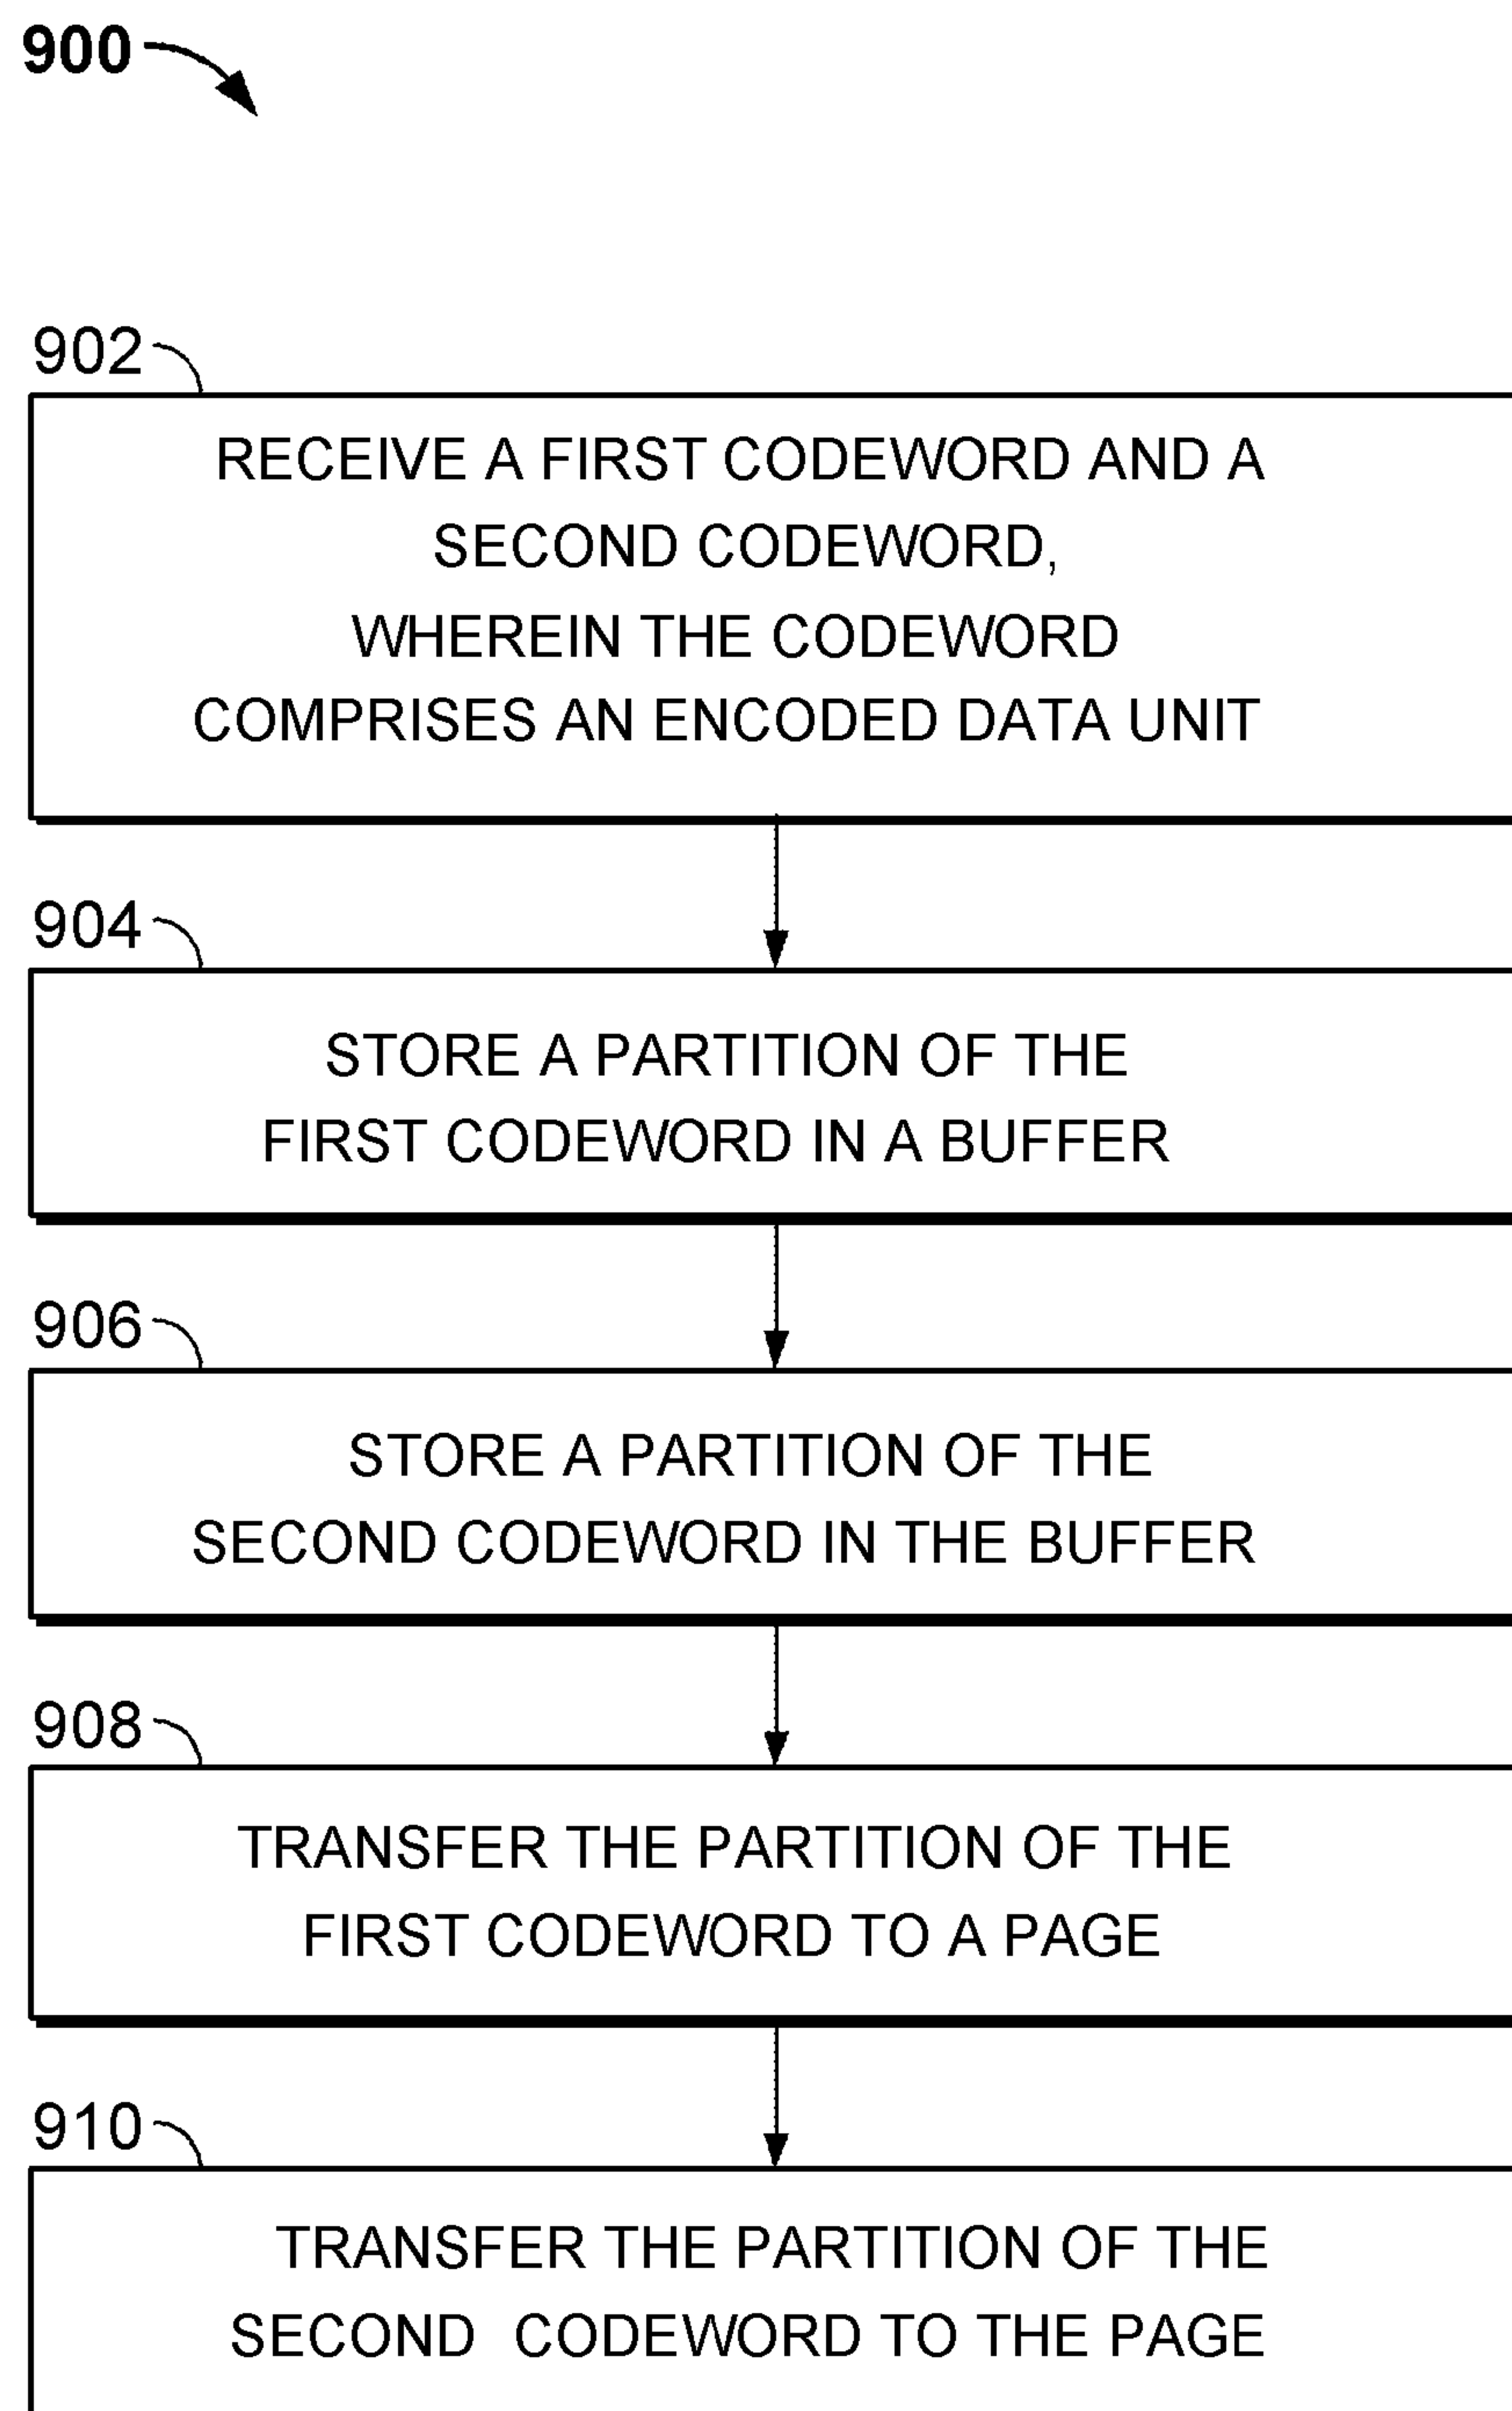 900
902
RECEIVE A FIRST CODEWORD AND A
SECOND CODEWORD,
WHEREIN THE CODEWORD
COMPRISES AN ENCODED DATA UNIT
904
STORE A PARTITION OF THE
FIRST CODEWORD IN A BUFFER
906
STORE A PARTITION OF THE
SECOND CODEWORD IN THE BUFFER
908
TRANSFER THE PARTITION OF THE
FIRST CODEWORD TO A PAGE
910
TRANSFER THE PARTITION OF THE
SECOND CODEWORD TO THE PAGE